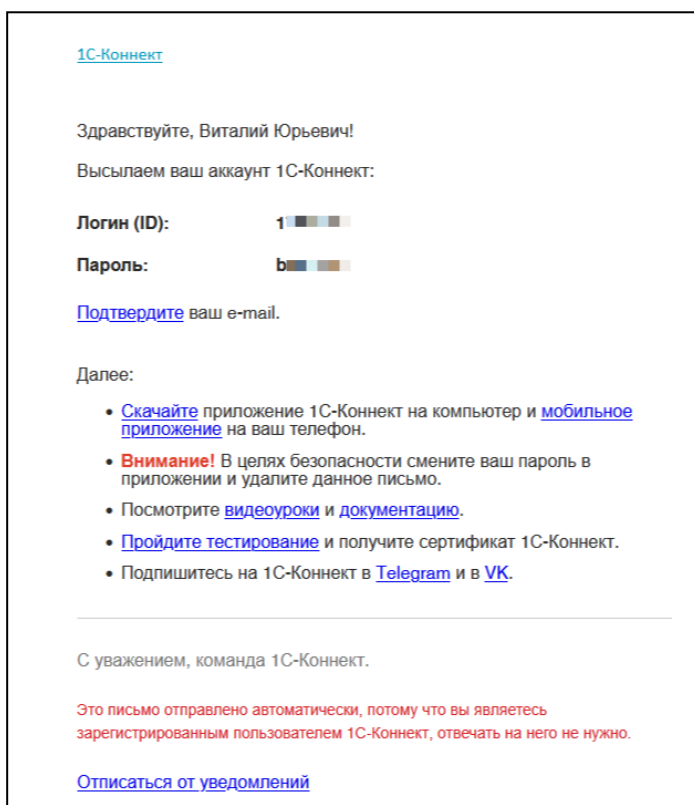 1С-Коннект
Здравствуйте, Виталий Юрьевич!
Высылаем ваш аккаунт 1С-Коннект:
Логин (ID): 1
Пароль: b
Подтвердите ваш e-mail.
Далее:
• Скачайте приложение 1С-Коннект на компьютер и мобильное
приложение на ваш телефон.
• Внимание! В целях безопасности смените ваш пароль в
приложении и удалите данное письмо.
• Посмотрите видеоуроки и документацию.
• Пройдите тестирование и получите сертификат 1С-Коннект.
• Подпишитесь на 1С-Коннект в Telegram и в VK.
С уважением, команда 1С-Коннект.
Это письмо отправлено автоматически, потому что вы являетесь
зарегистрированным пользователем 1С-Коннект, отвечать на него не нужно.
Отписаться от уведомлений